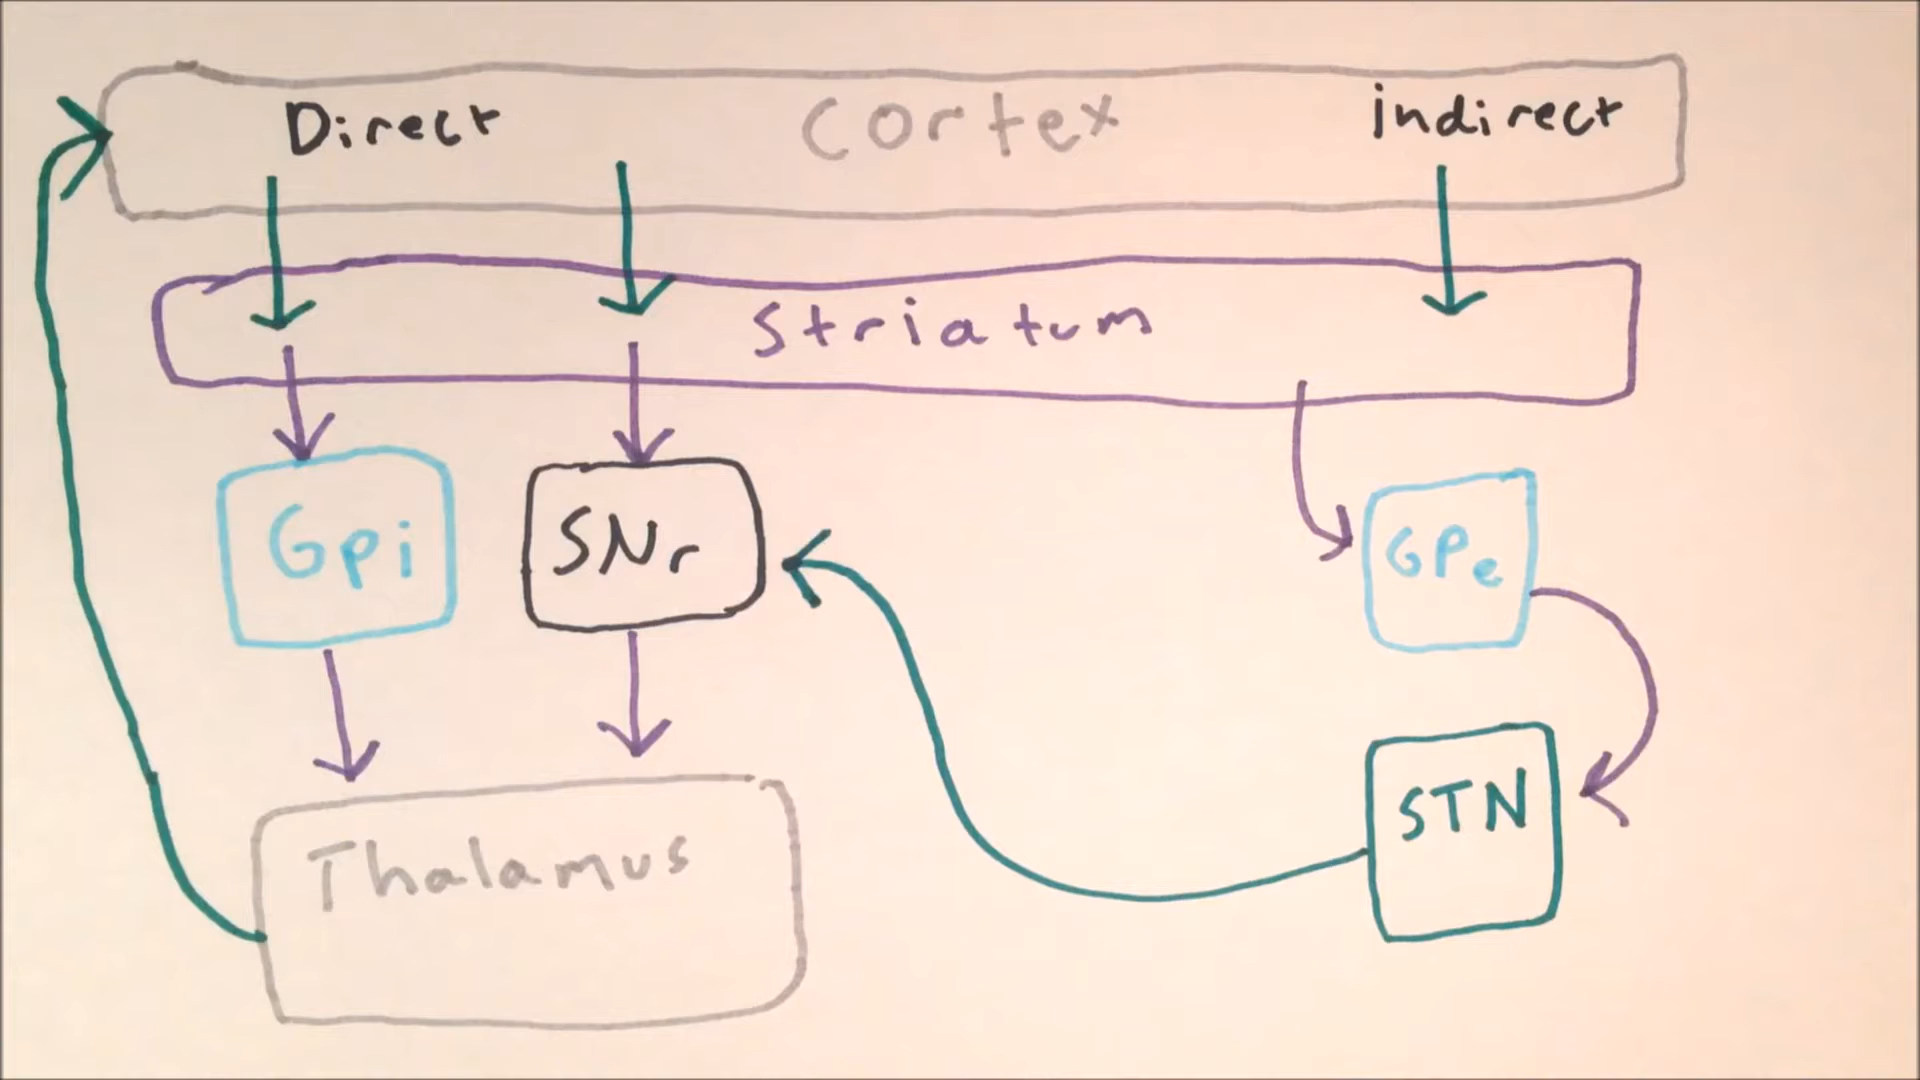 Direct
Cortex
indirect
Striatum
Gpi
SNr
GPe
STN
Thalamus